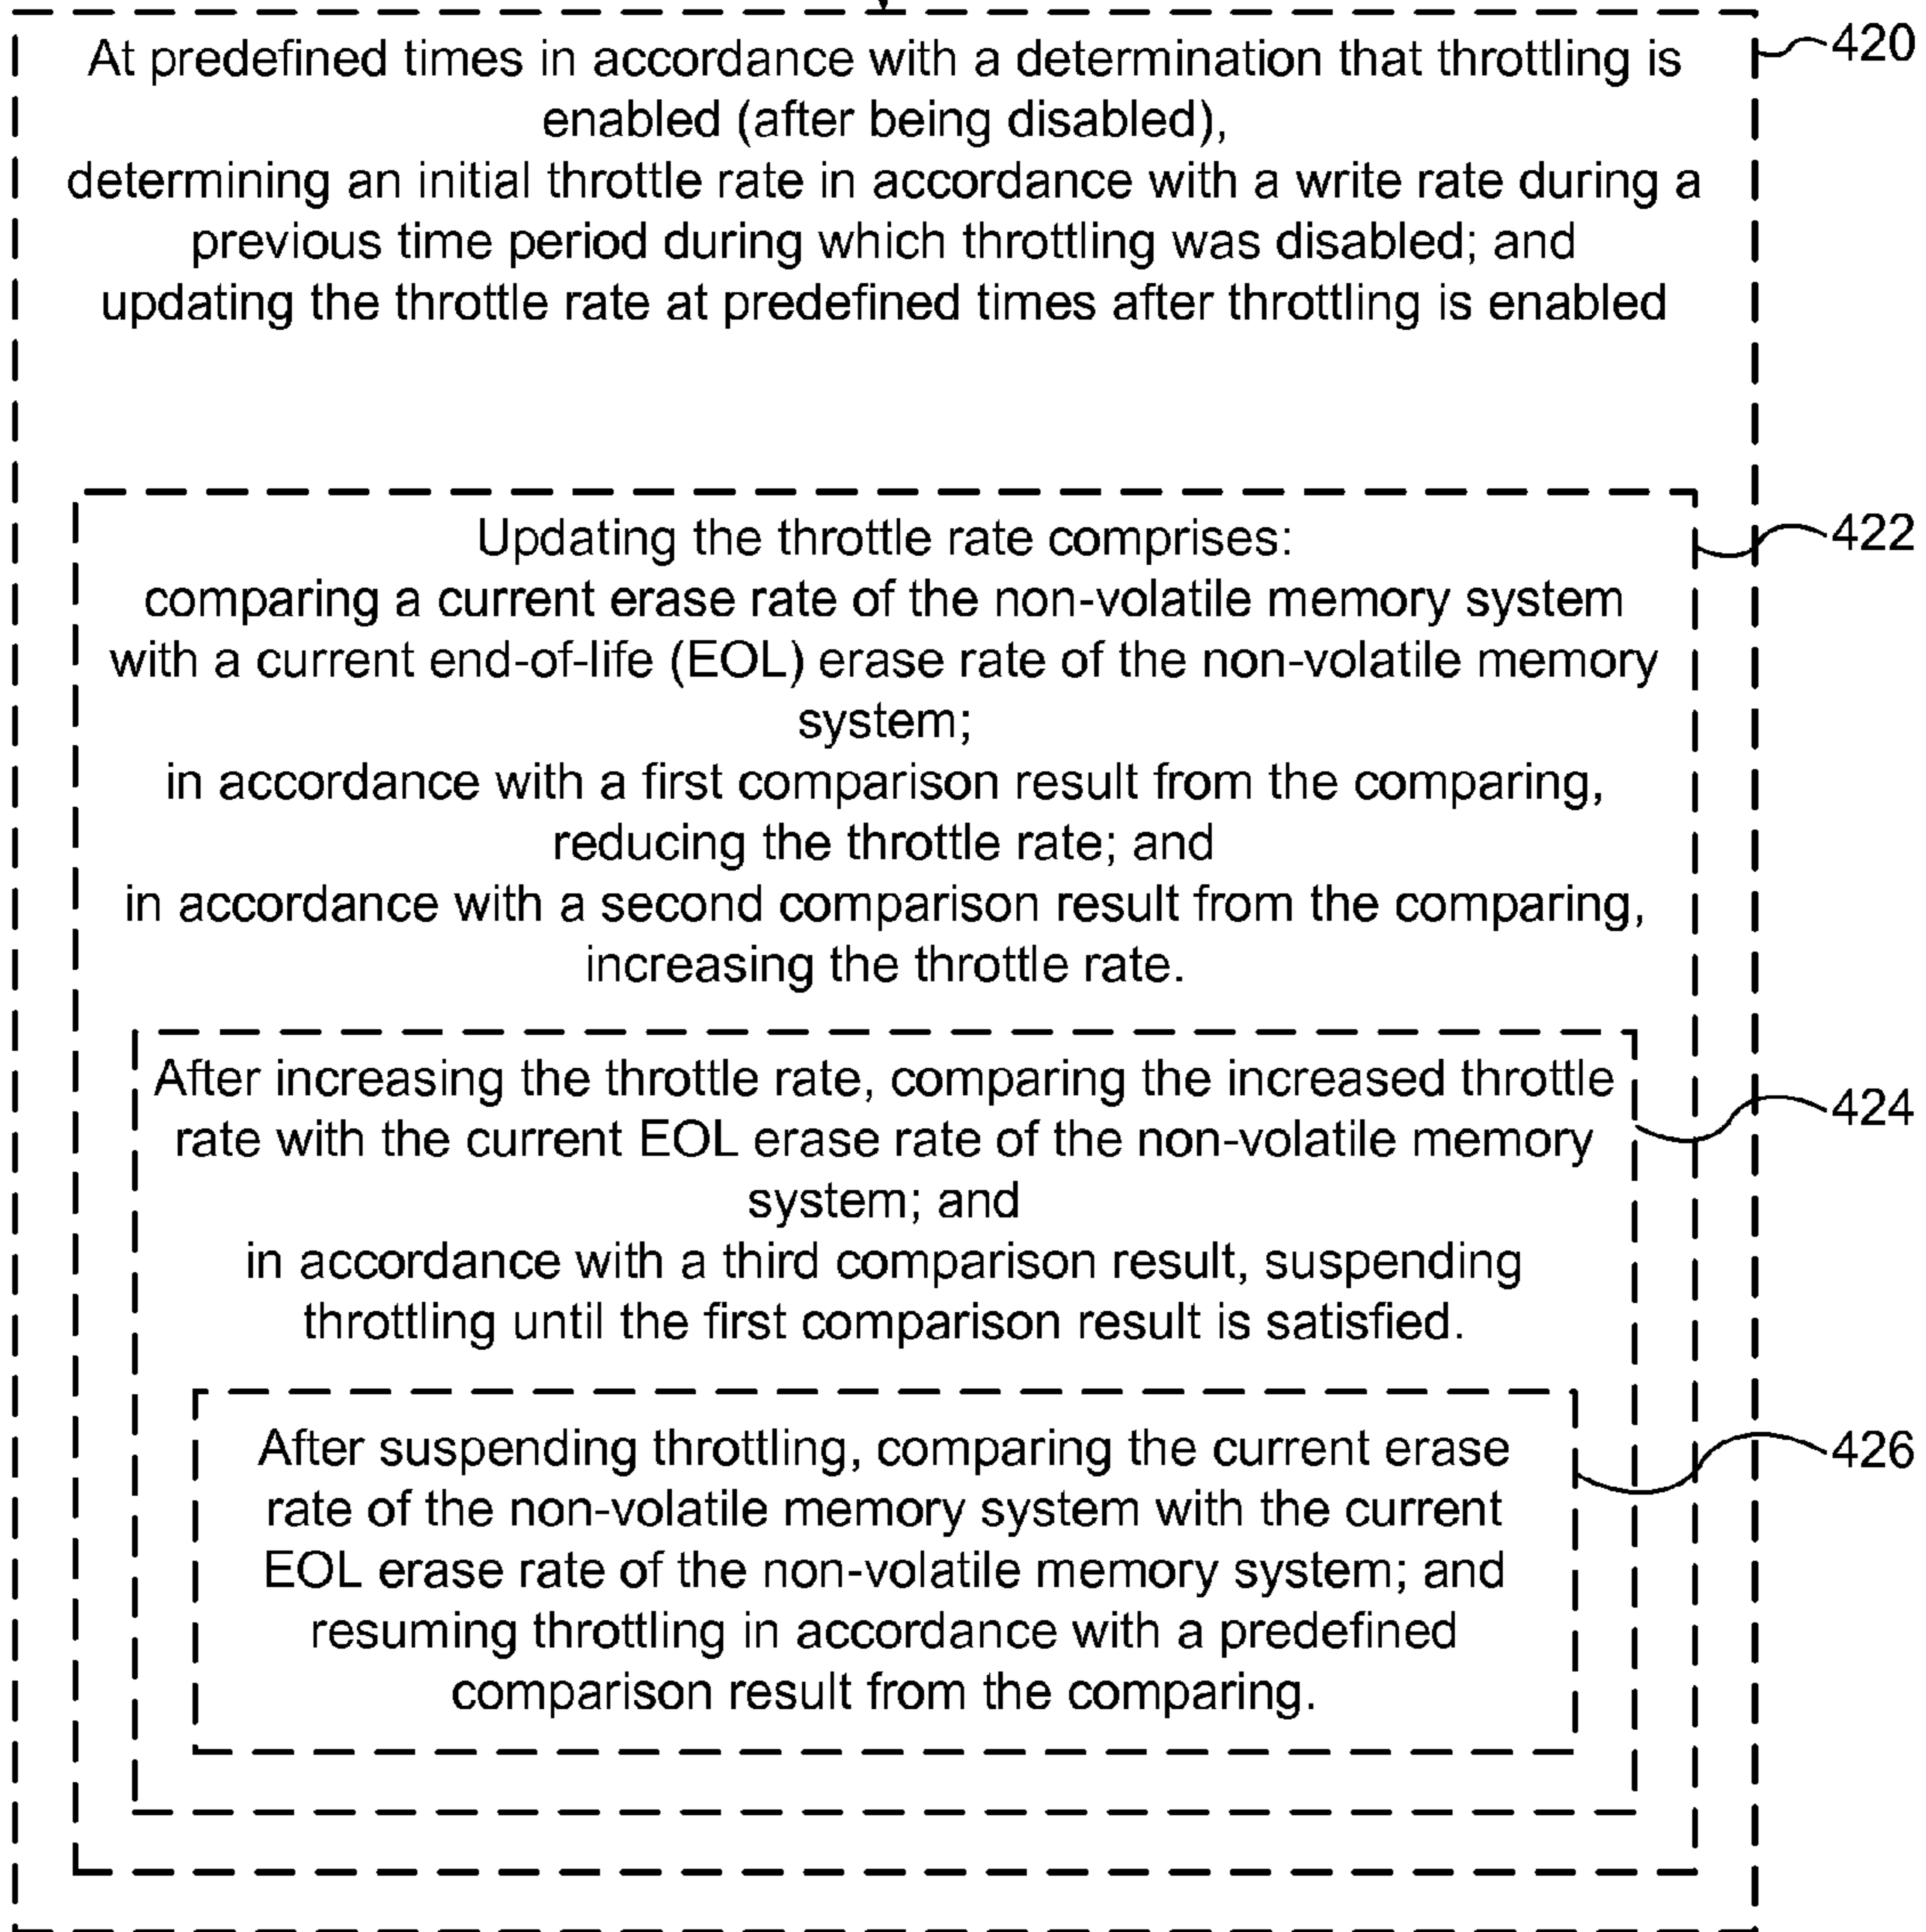 At predefined times in accordance with a determination that throttling is
enabled (after being disabled),
determining an initial throttle rate in accordance with a write rate during a
previous time period during which throttling was disabled; and
updating the throttle rate at predefined times after throttling is enabled
420
Updating the throttle rate comprises:
comparing a current erase rate of the non-volatile memory system
with a current end-of-life (EOL) erase rate of the non-volatile memory
system;
in accordance with a first comparison result from the comparing,
reducing the throttle rate; and
in accordance with a second comparison result from the comparing,
increasing the throttle rate.
422
After increasing the throttle rate, comparing the increased throttle
rate with the current EOL erase rate of the non-volatile memory
system; and
in accordance with a third comparison result, suspending
throttling until the first comparison result is satisfied.
424
After suspending throttling, comparing the current erase
rate of the non-volatile memory system with the current
EOL erase rate of the non-volatile memory system; and
resuming throttling in accordance with a predefined
comparison result from the comparing.
426